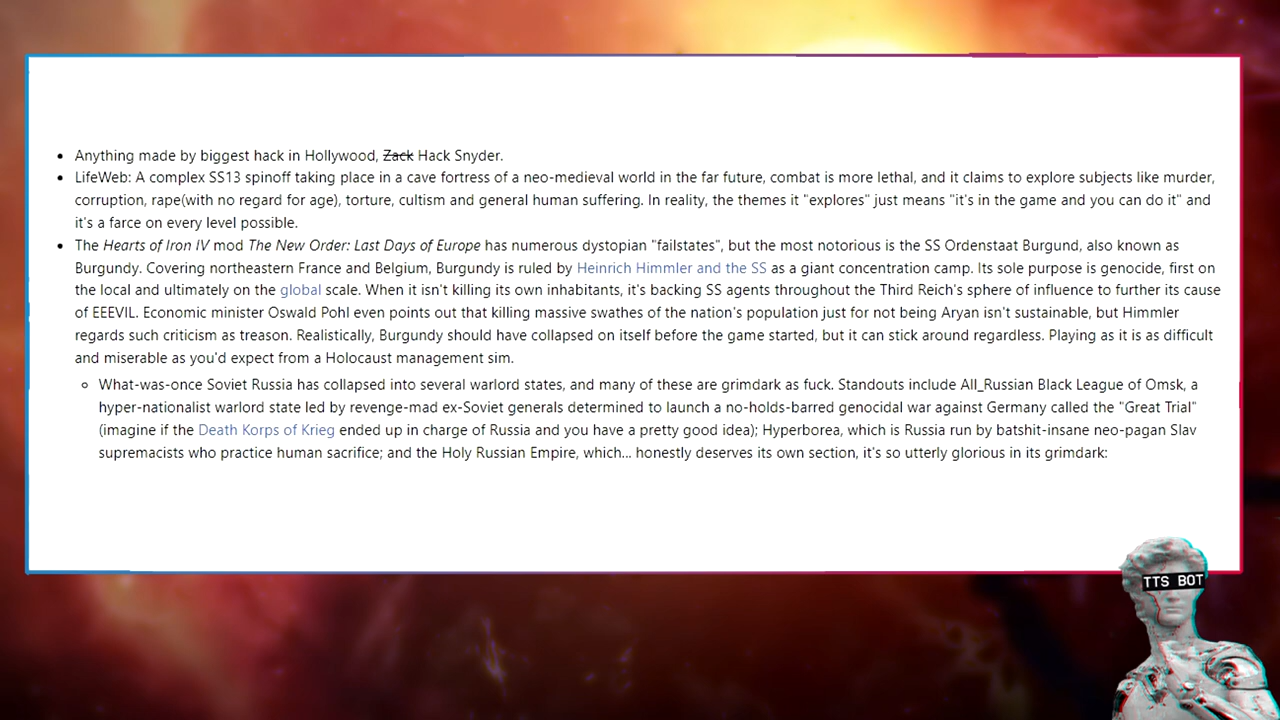 Anything made by biggest hack in Hollywood, Zack Hack Snyder.
LifeWeb: A complex SS13 spinoff taking place in a cave fortress of a neo-medieval world in the far future, combat is more lethal, and it claims to explore subjects like murder,
corruption, rape(with no regard for age), torture, cultism and general human suffering. In reality, the themes it "explores" just means "it's in the game and you can do it" and
it's a farce on every level possible.
The Hearts of Iron IV mod The New Order: Last Days of Europe has numerous dystopian "failstates", but the most notorious is the SS Ordenstaat Burgund, also known as
Burgundy. Covering northeastern France and Belgium, Burgundy is ruled by Heinrich Himmler and the SS as a giant concentration camp. Its sole purpose is genocide, first on
the local and ultimately on the global scale. When it isn't killing its own inhabitants, it's backing SS agents throughout the Third Reich's sphere of influence to further its cause
of EEEVIL. Economic minister Oswald Pohl even points out that killing massive swathes of the nation's population just for not being Aryan isn't sustainable, but Himmler
regards such criticism as treason. Realistically, Burgundy should have collapsed on itself before the game started, but it can stick around regardless. Playing as it is as difficult
and miserable as you'd expect from a Holocaust management sim.
What-was-once Soviet Russia has collapsed into several warlord states, and many of these are grimdark as fuck. Standouts include All_Russian Black League of Omsk, a
hyper-nationalist warlord state led by revenge-mad ex-Soviet generals determined to launch a no-holds-barred genocidal war against Germany called the "Great Trial"
(imagine if the Death Korps of Krieg ended up in charge of Russia and you have a pretty good idea); Hyperborea, which is Russia run by batshit-insane neo-pagan Slav
supremacists who practice human sacrifice; and the Holy Russian Empire, which... honestly deserves its own section, it's so utterly glorious in its grimdark:
TTS BOT